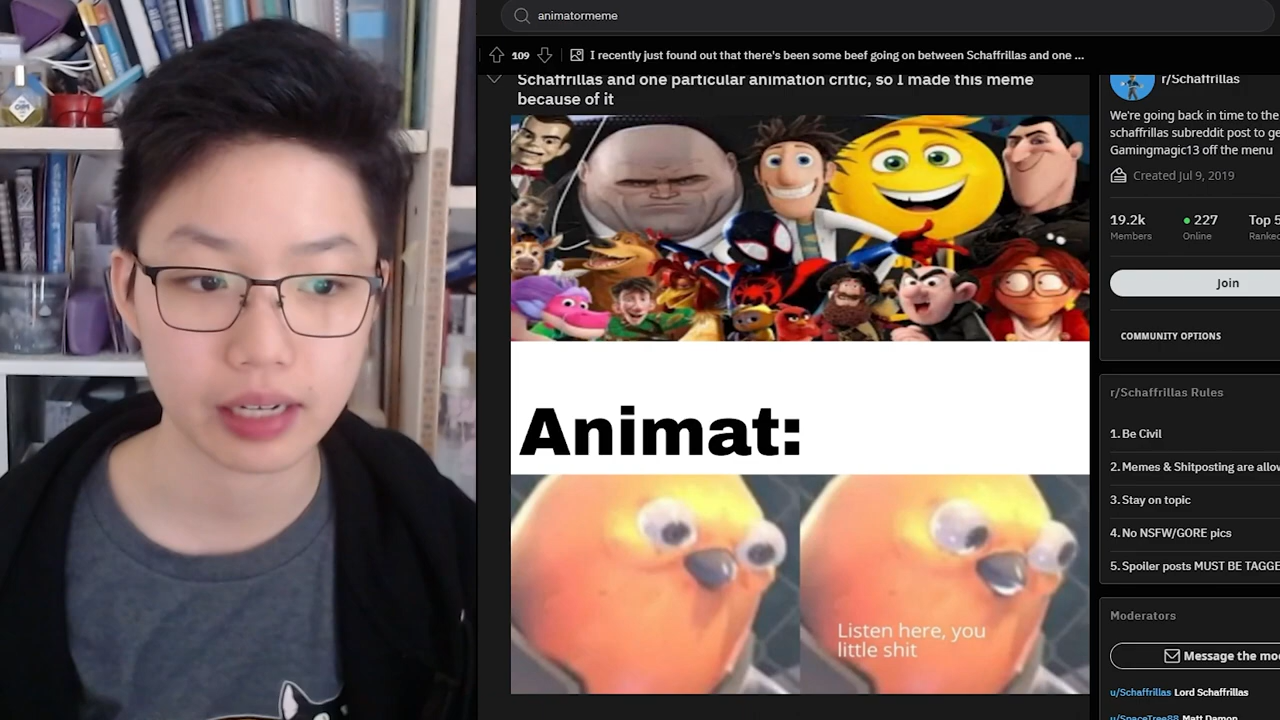 animatormeme
109
I recently just found out that there's been some beef going on between Schaffrillas and one ...
Schaffrillas and one particular animation critic, so I made this meme
because of it
Animat:
Listen here, you
little shit
r/Schaffrillas
We're going back in time to the
schaffrillas subreddit post to ge
Gamingmagic13 off the menu
Created Jul 9, 2019
19.2k
227
Top 5
Members
Online
Ranked
Join
COMMUNITY OPTIONS
r/Schaffrillas Rules
1. Be Civil
2. Memes & Shitposting are allow
3. Stay on topic
4. No NSFW/GORE pics
5. Spoiler posts MUST BE TAGGE
Moderators
Message the mo
u/Schaffrillas Lord Schaffrillas
u/SpaceTree88 Matt Damon